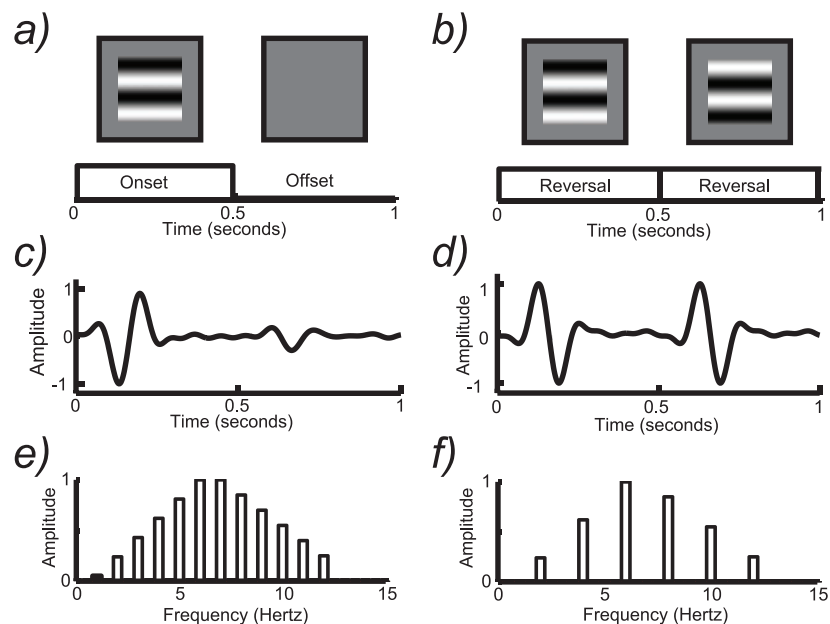 a)
b)
Onset
Offset
0
0.5
1
Time (seconds)
Reversal
Reversal
0
0.5
1
Time (seconds)
c)
Amplitude
1
0
-1
0
0.5
1
Time (seconds)
d)
Amplitude
1
0
-1
0
0.5
1
Time (seconds)
e)
Amplitude
1
0
0
5
10
15
Frequency (Hertz)
f)
Amplitude
1
0
0
5
10
15
Frequency (Hertz)